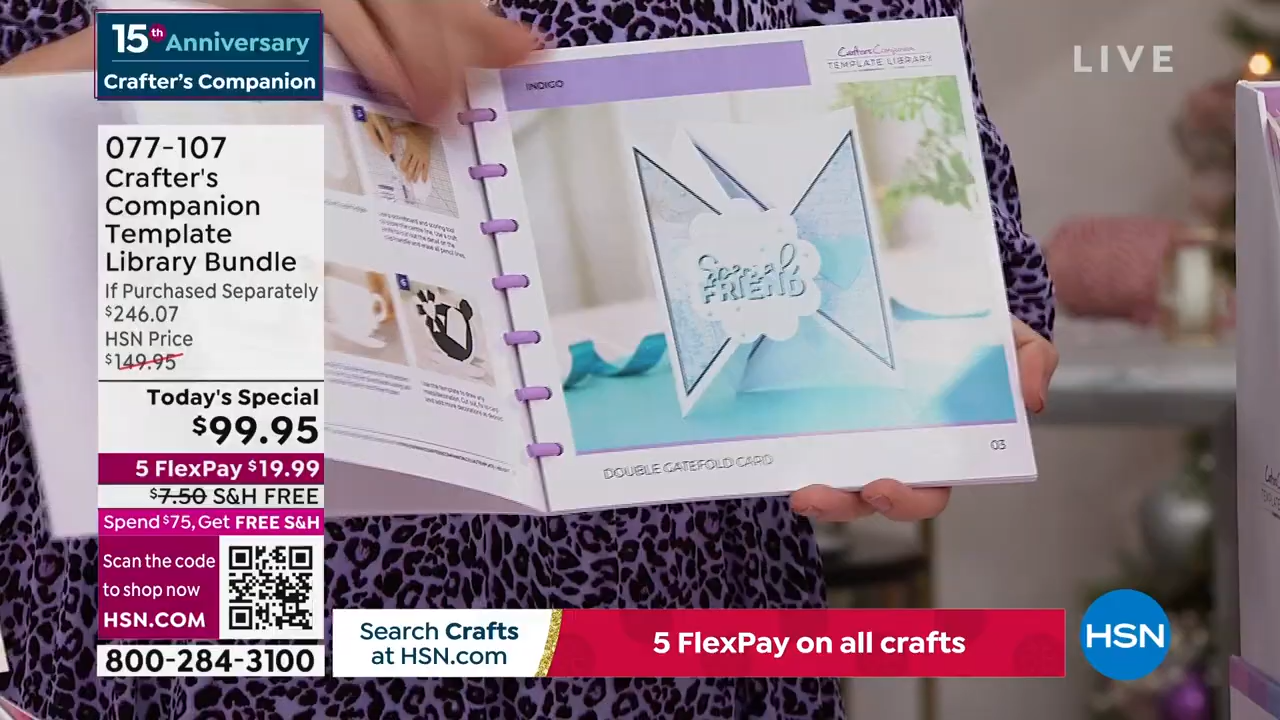 15th Anniversary
Crafter's Companion
077-107
Crafter's
Companion
Template
Library Bundle
If Purchased Separately
$246.07
HSN Price
$149.95
Today's Special
$99.95
5 FlexPay $19.99
$7.50 S&H FREE
Spend $75, Get FREE S&H
Scan the code
to shop now
HSN.COM
800-284-3100
INDIGO
Crafter's Companion
TEMPLATE LIBRARY
Special
FRIEND
DOUBLE GATEFOLD CARD
03
LIVE
Search Crafts
at HSN.com
5 FlexPay on all crafts
HSN